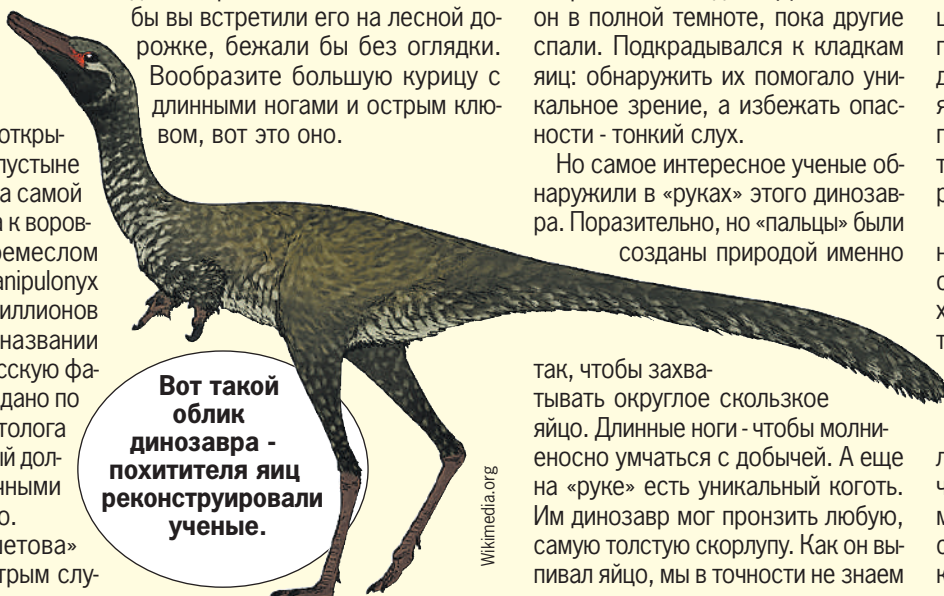 откры-
пустыне
а самой
а к воров-
ремеслом
anipulonyx
иллионов
названии
сскую фа-
дано по
толога
ый дол-
чными
о.
метова»
трым слу-
бы вы встретили его на лесной до-
рожке, бежали бы без оглядки.
Вообразите большую курицу с
длинными ногами и острым клю-
вом, вот это оно.
Вот такой
облик
динозавра -
похитителя яиц
реконструировали
ученые.
Wikimedia.org
он в полной темноте, пока другие
спали. Подкрадывался к кладкам
яиц: обнаружить их помогало уни-
кальное зрение, а избежать опас-
ности - тонкий слух.
Но самое интересное ученые об-
наружили в «руках» этого динозав-
ра. Поразительно, но «пальцы» были
созданы природой именно
так, чтобы захва-
тывать округлое скользкое
яйцо. Длинные ноги - чтобы молни-
еносно умчаться с добычей. А еще
на «руке» есть уникальный коготь.
Им динозавр мог пронзить любую,
самую толстую скорлупу. Как он вы-
пивал яйцо, мы в точности не знаем